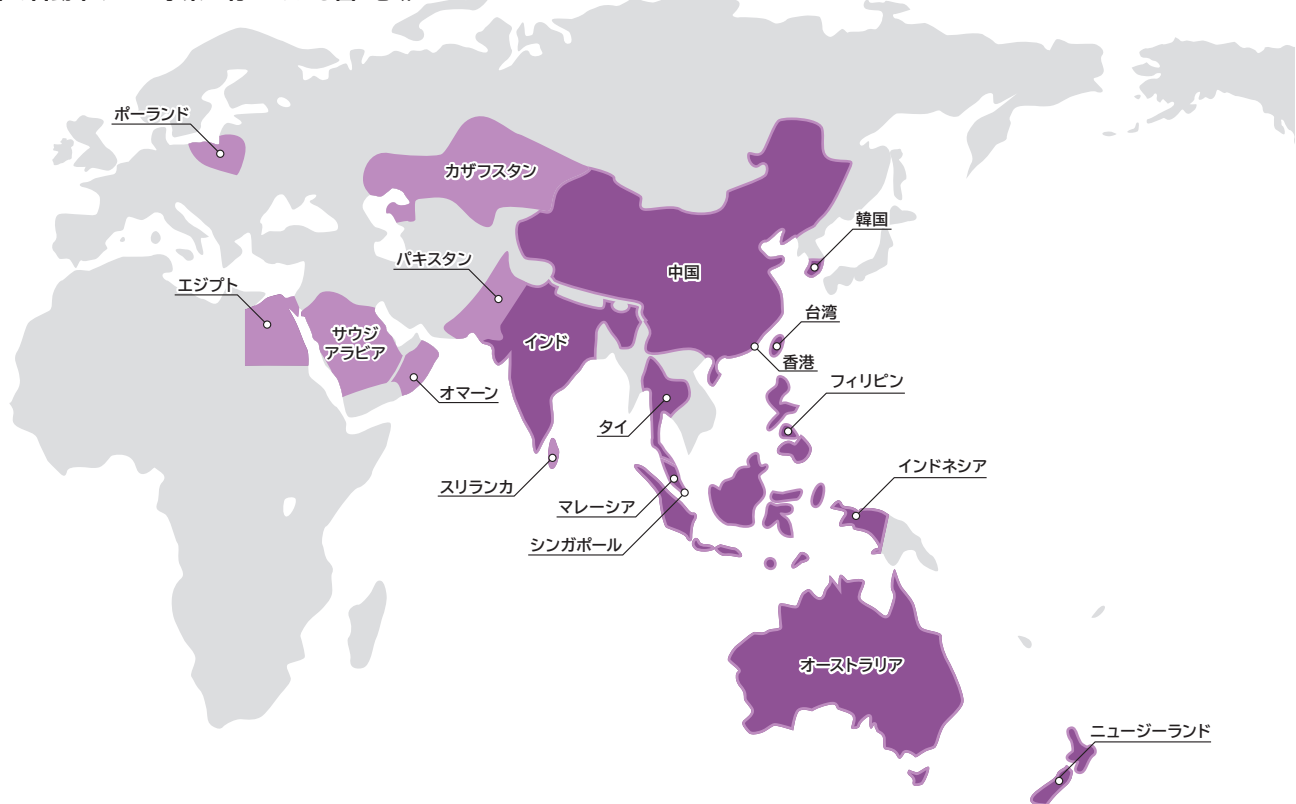 ポーランド
カザフスタン
韓国
パキスタン
中国
エジプト
台湾
サウジ
アラビア
インド
香港
フィリピン
オマーン
タイ
インドネシア
スリランカ
マレーシア
シンガポール
オーストラリア
ニュージーランド